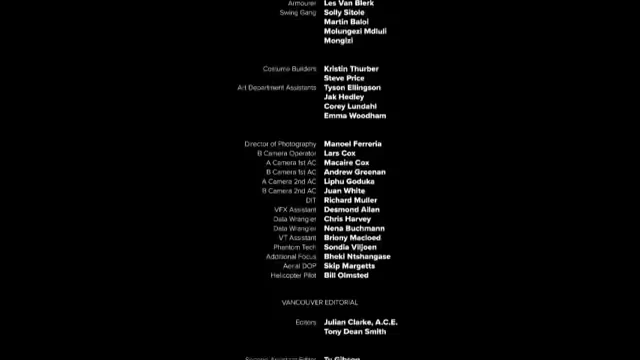 Armourer Les Van Blerk
Swing Gang Solly Sitole
Martin Baloi
Molungezi Mdluli
Mongizi
Costume Builders Kristin Thurber
Steve Price
Art Department Assistants Tyson Ellingson
Jak Hedley
Corey Lundahl
Emma Woodham
Director of Photography Manoel Ferreria
B Camera Operator Lars Cox
A Camera 1st AC Macaire Cox
B Camera 1st AC Andrew Greenan
A Camera 2nd AC Liphu Goduka
B Camera 2nd AC Juan White
DIT Richard Muller
VFX Assistant Desmond Allan
Data Wrangler Chris Harvey
Data Wrangler Nena Buchmann
VT Assistant Briony Macloed
Phantom Tech Sondia Viljoen
Additional Focus Bheki Ntshangase
Aerial DOP Skip Margetts
Helicopter Pilot Bill Olmsted
VANCOUVER EDITORIAL
Editors Julian Clarke, A.C.E.
Tony Dean Smith
Assistant Editor Ty Gibson